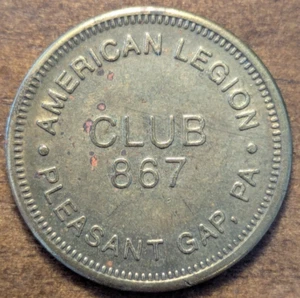 • AMERICAN LEGION •
CLUB
867
PLEASANT GAP, PA